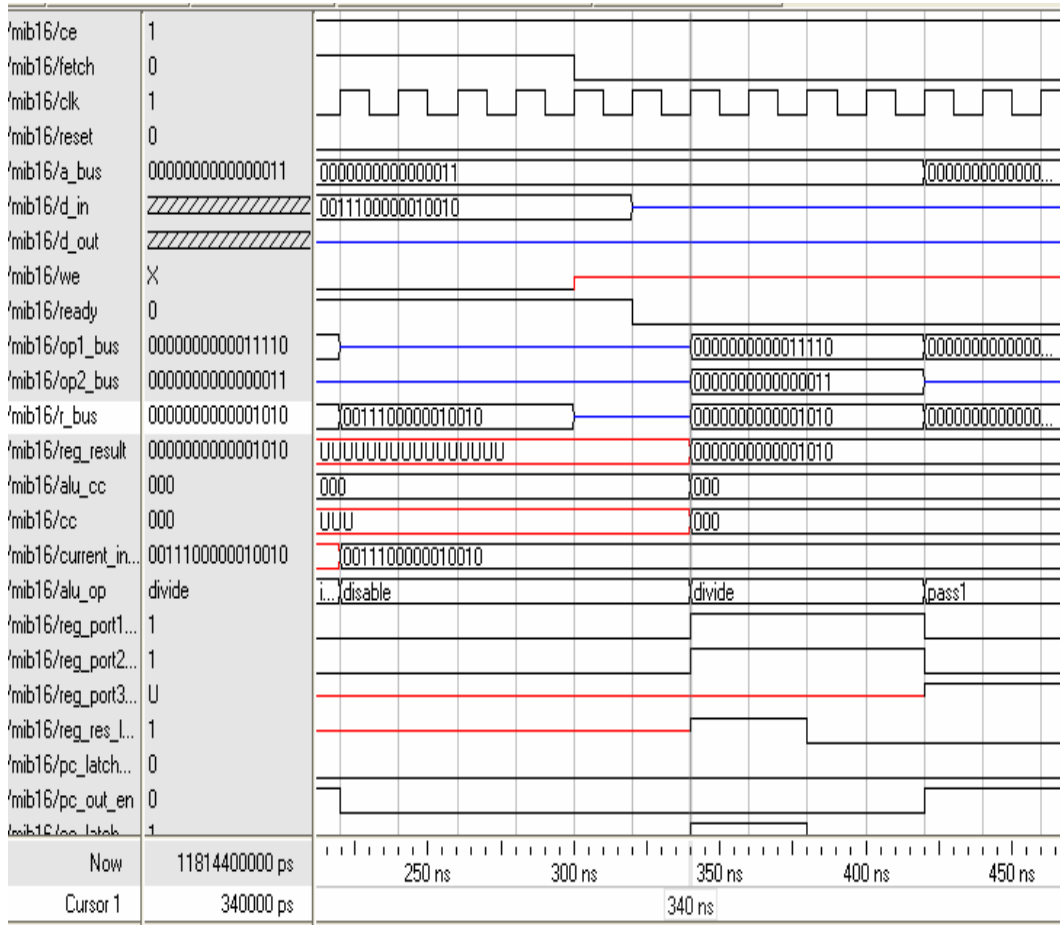 /mib16/ce 1
/mib16/fetch 0
/mib16/clk 1
/mib16/reset 0
/mib16/a_bus 0000000000000011 0000000000000011 0000000000000...
/mib16/d_in 0011100000010010
/mib16/d_out
/mib16/we X
/mib16/ready 0
/mib16/op1_bus 0000000000011110 0000000000011110 0000000000000...
/mib16/op2_bus 0000000000000011 0000000000000011
/mib16/r_bus 0000000000001010 0011100000010010 0000000000001010 0000000000000...
/mib16/reg_result 0000000000001010 UUUUUUUUUUUUUUUU 0000000000001010
/mib16/alu_cc 000 000 000
/mib16/cc 000 UUU 000
/mib16/current_in... 0011100000010010 0011100000010010
/mib16/alu_op divide i... disable divide pass1
/mib16/reg_port1... 1
/mib16/reg_port2... 1
/mib16/reg_port3... U
/mib16/reg_res_l... 1
/mib16/pc_latch... 0
/mib16/pc_out_en 0
1
Now 11814400000 ps 250 ns 300 ns 350 ns 400 ns 450 ns
Cursor 1 340000 ps 340 ns